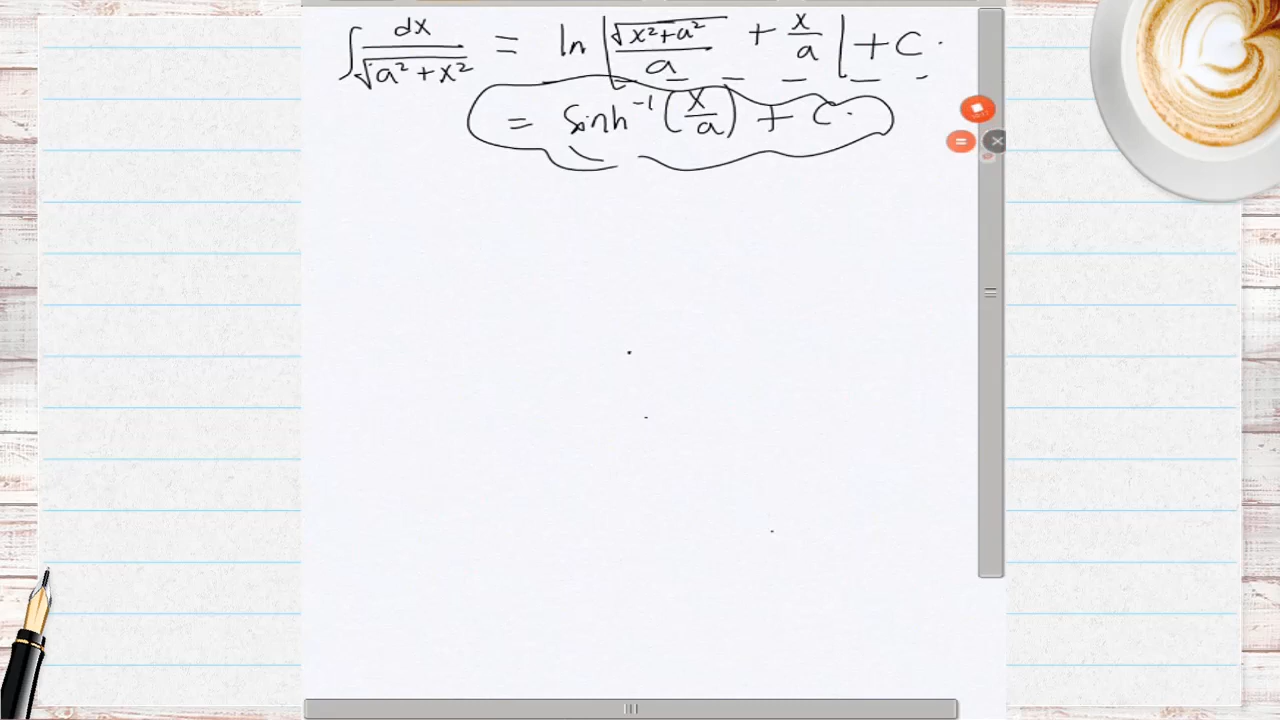 ∫ dx/√(a² + x²) = ln |√(x²+a²)/a + x/a| + C.
= sinh⁻¹(x/a) + C.